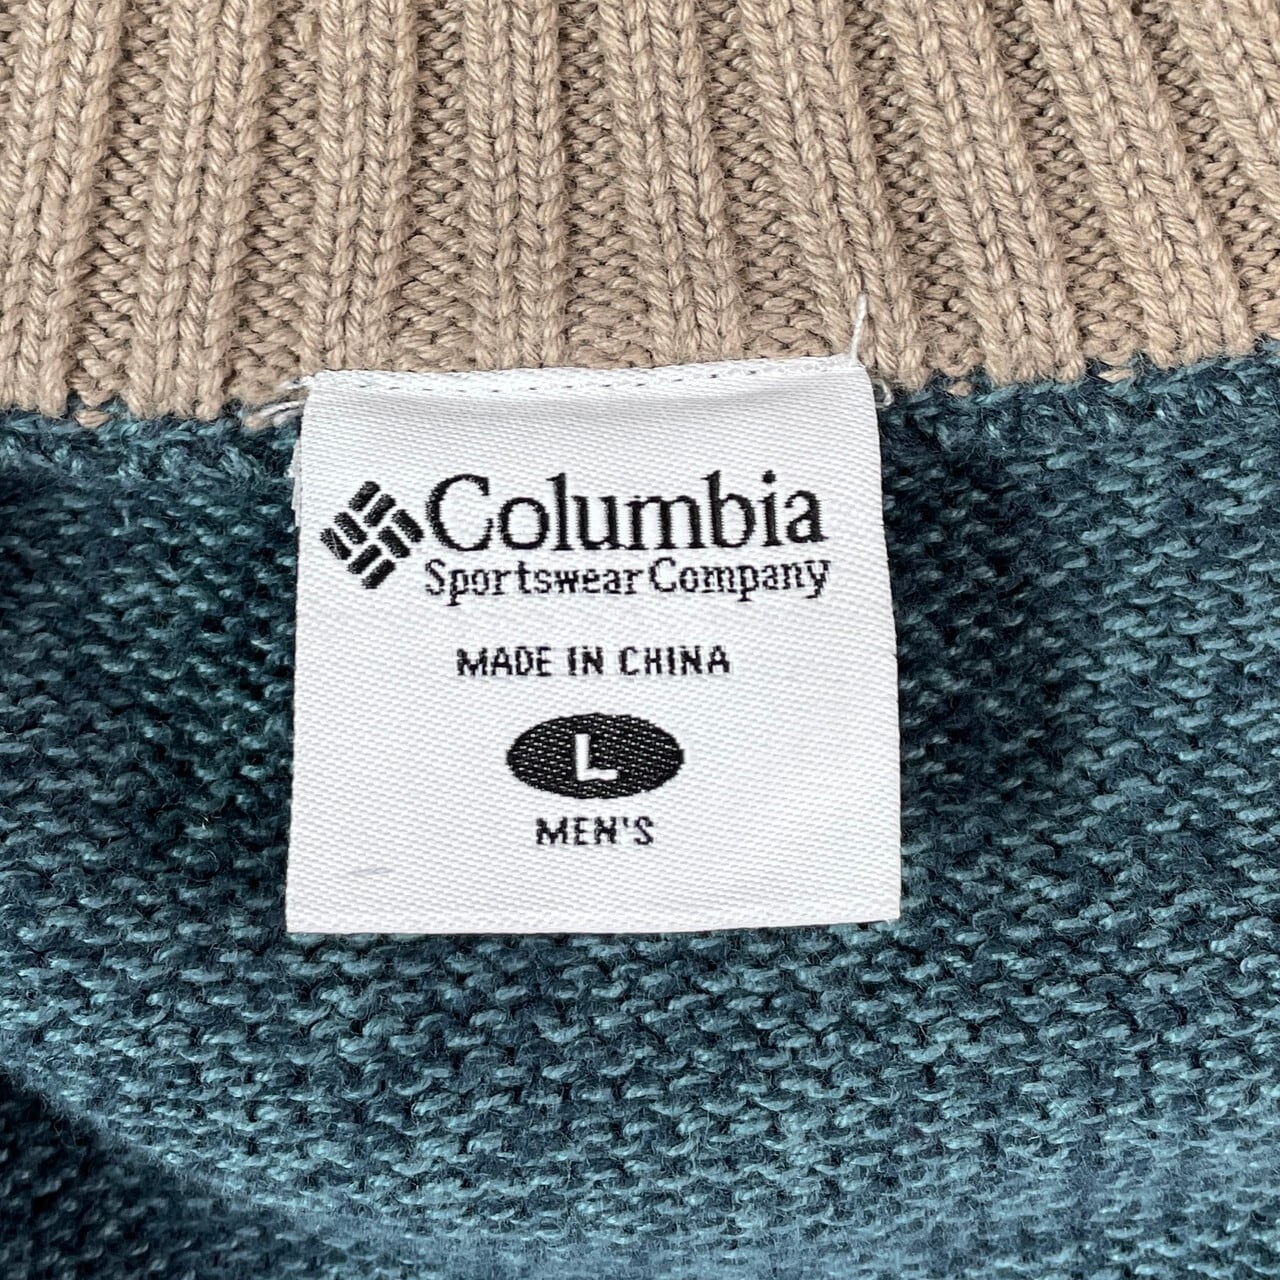 Columbia
Sportswear Company
MADE IN CHINA
L
MEN'S